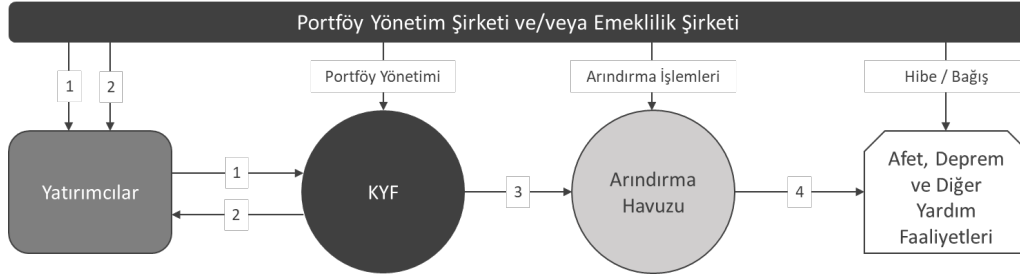 Portföy Yönetim Şirketi ve/veya Emeklilik Şirketi
1
2
Portföy Yönetimi
Arındırma İşlemleri
Hibe / Bağış
Yatırımcılar
1
2
KYF
3
Arındırma
Havuzu
4
Afet, Deprem
ve Diğer
Yardım
Faaliyetleri